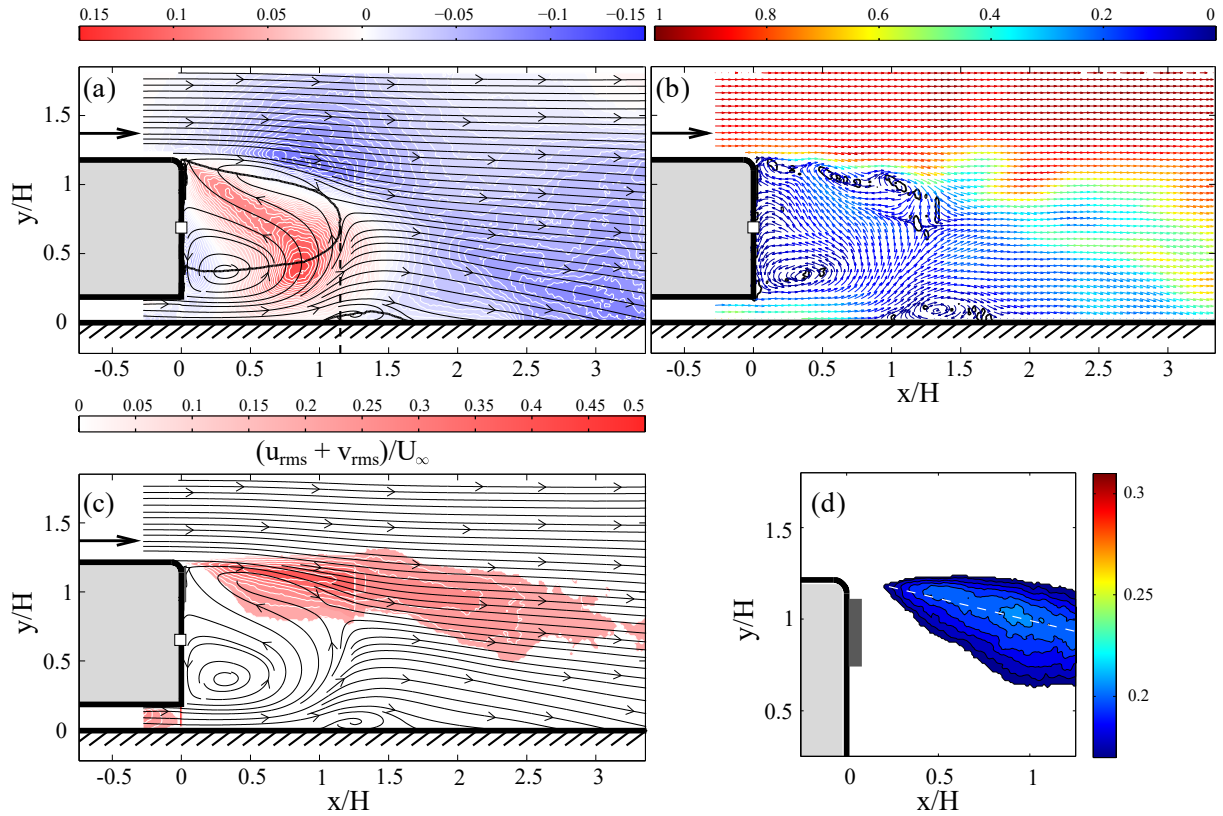 0.15 0.1 0.05 0 −0.05 −0.1 −0.15
1 0.8 0.6 0.4 0.2 0
(a)
(b)
1.5
1
0.5
0
y/H
-0.5 0 0.5 1 1.5 2 2.5 3
-0.5 0 0.5 1 1.5 2 2.5 3
x/H
0 0.05 0.1 0.15 0.2 0.25 0.3 0.35 0.4 0.45 0.5
(u_rms + v_rms)/U_∞
(c)
1.5
1
0.5
0
y/H
-0.5 0 0.5 1 1.5 2 2.5 3
x/H
(d)
1.5
1
0.5
y/H
0 0.5 1
x/H
0.3
0.25
0.2